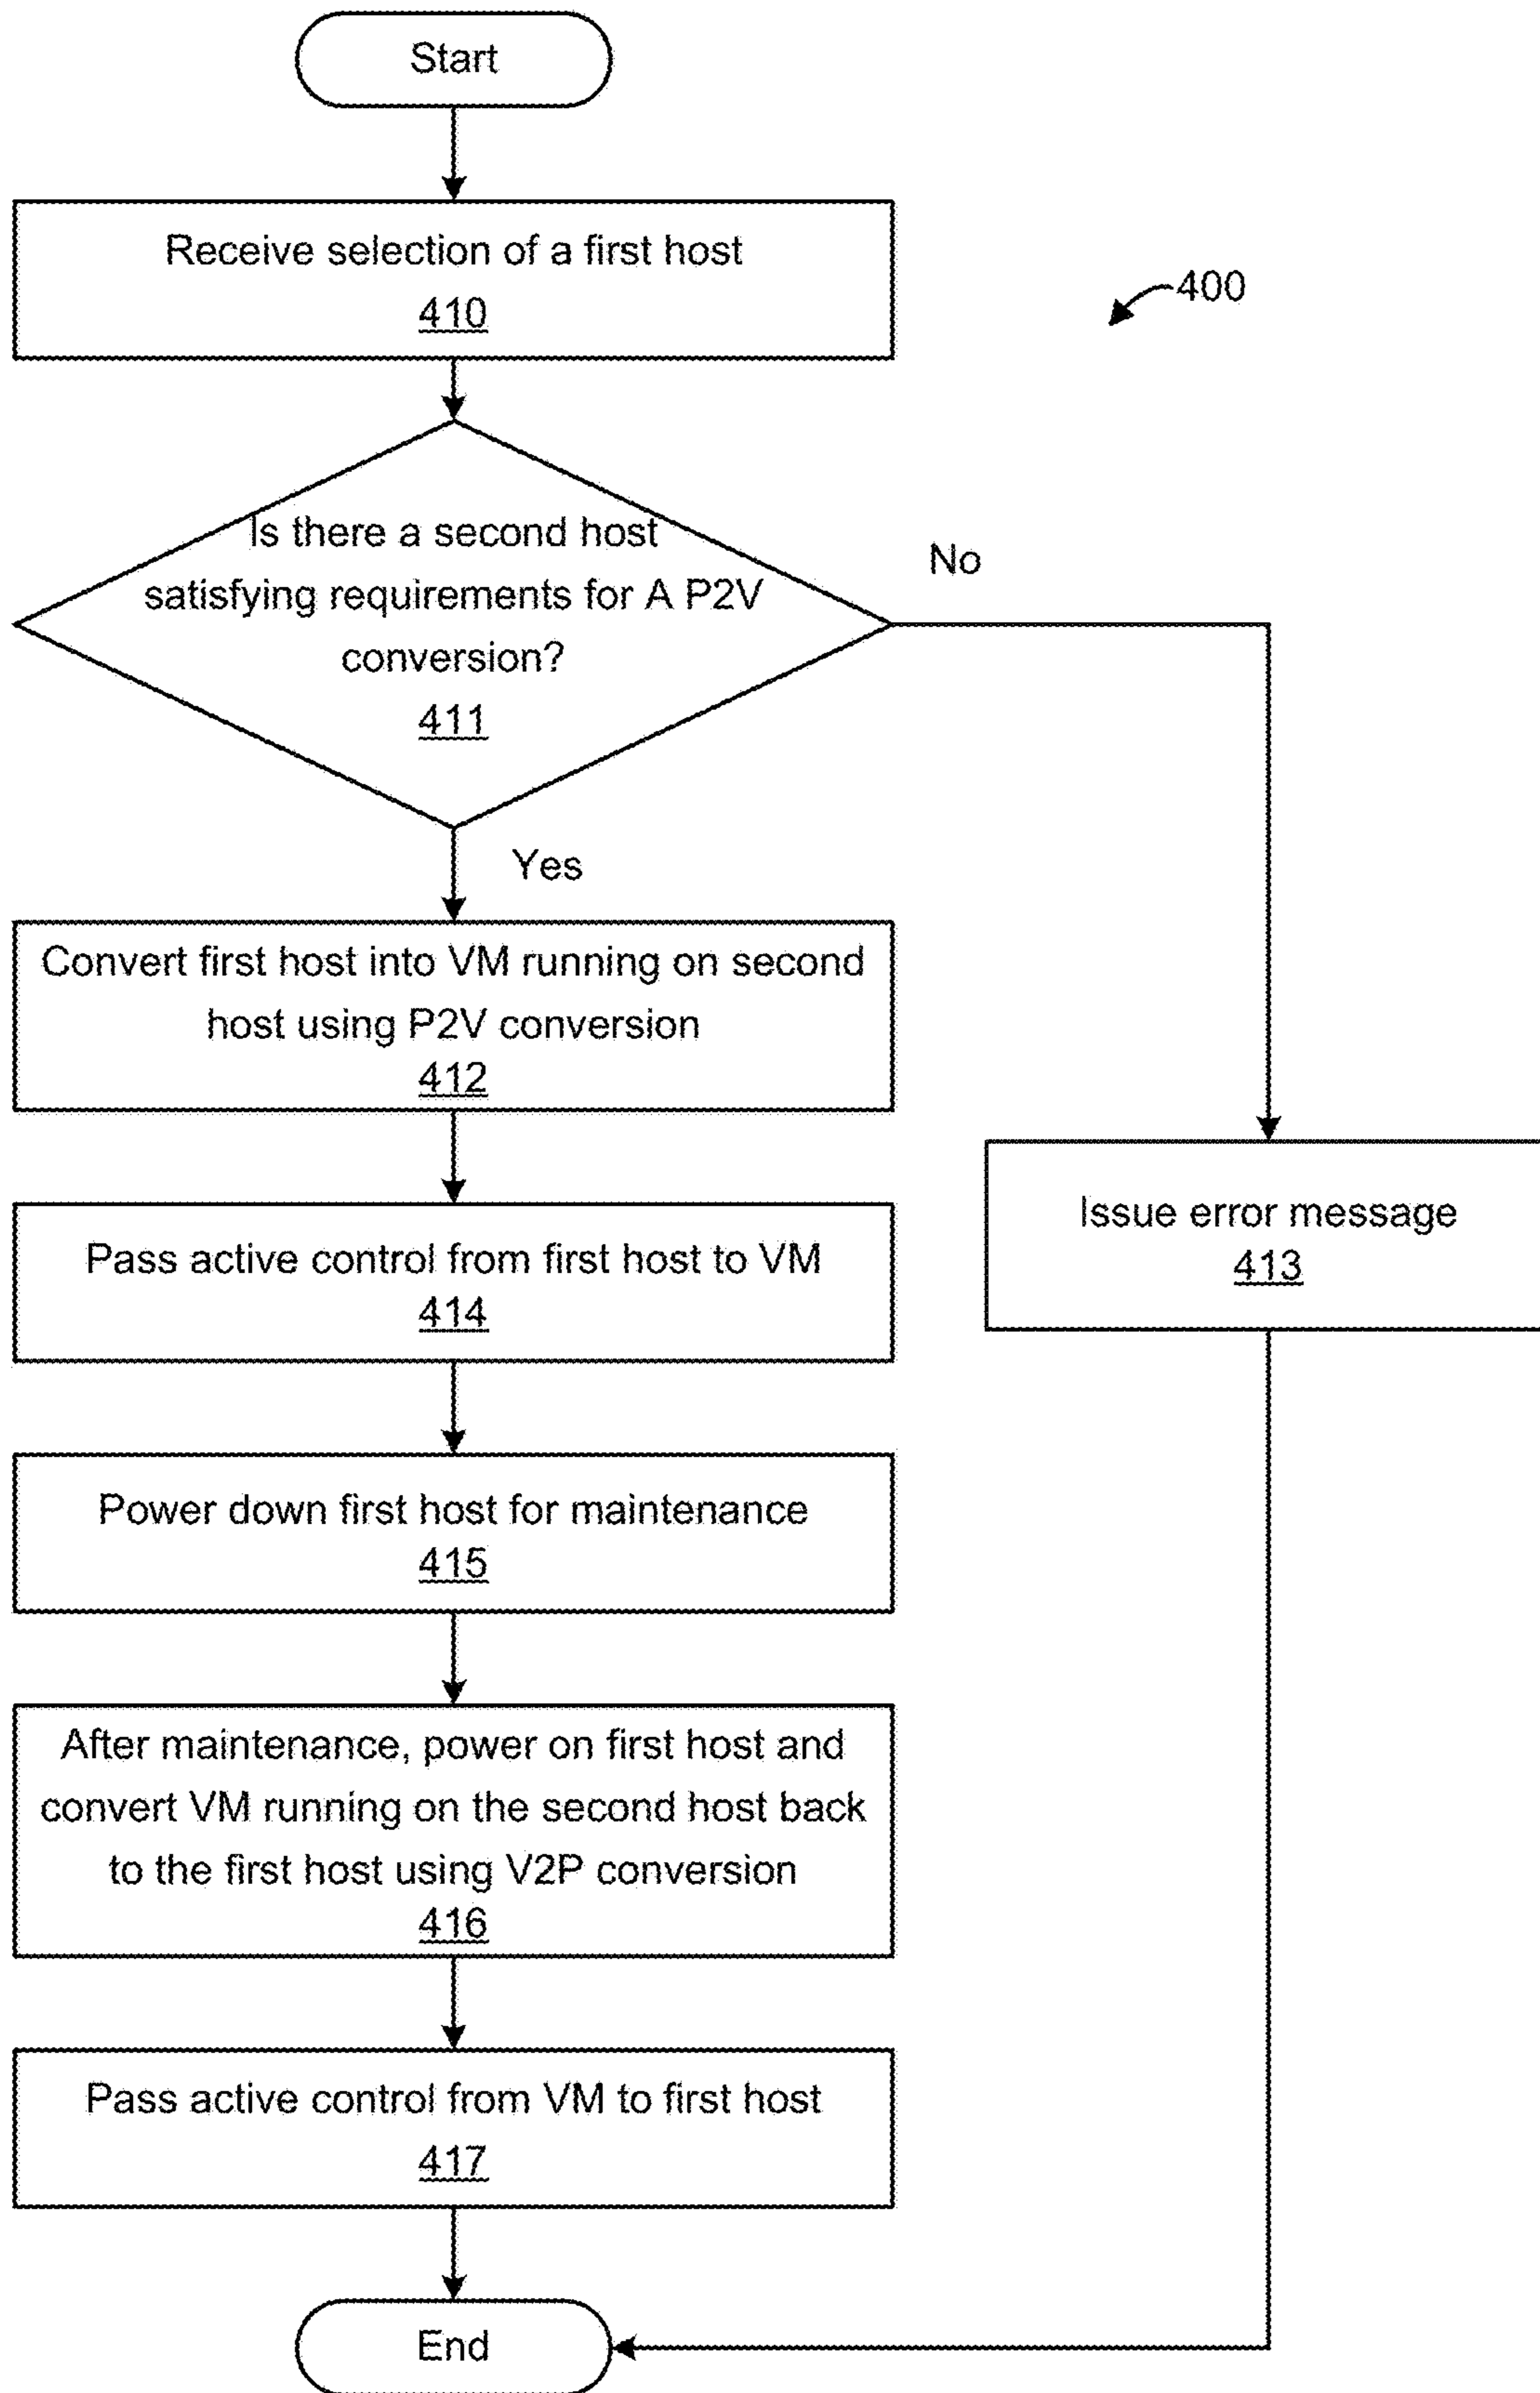 Start
Receive selection of a first host
410
400
Is there a second host
satisfying requirements for A P2V
conversion?
411
No
Yes
Convert first host into VM running on second
host using P2V conversion
412
Pass active control from first host to VM
414
Issue error message
413
Power down first host for maintenance
415
After maintenance, power on first host and
convert VM running on the second host back
to the first host using V2P conversion
416
Pass active control from VM to first host
417
End